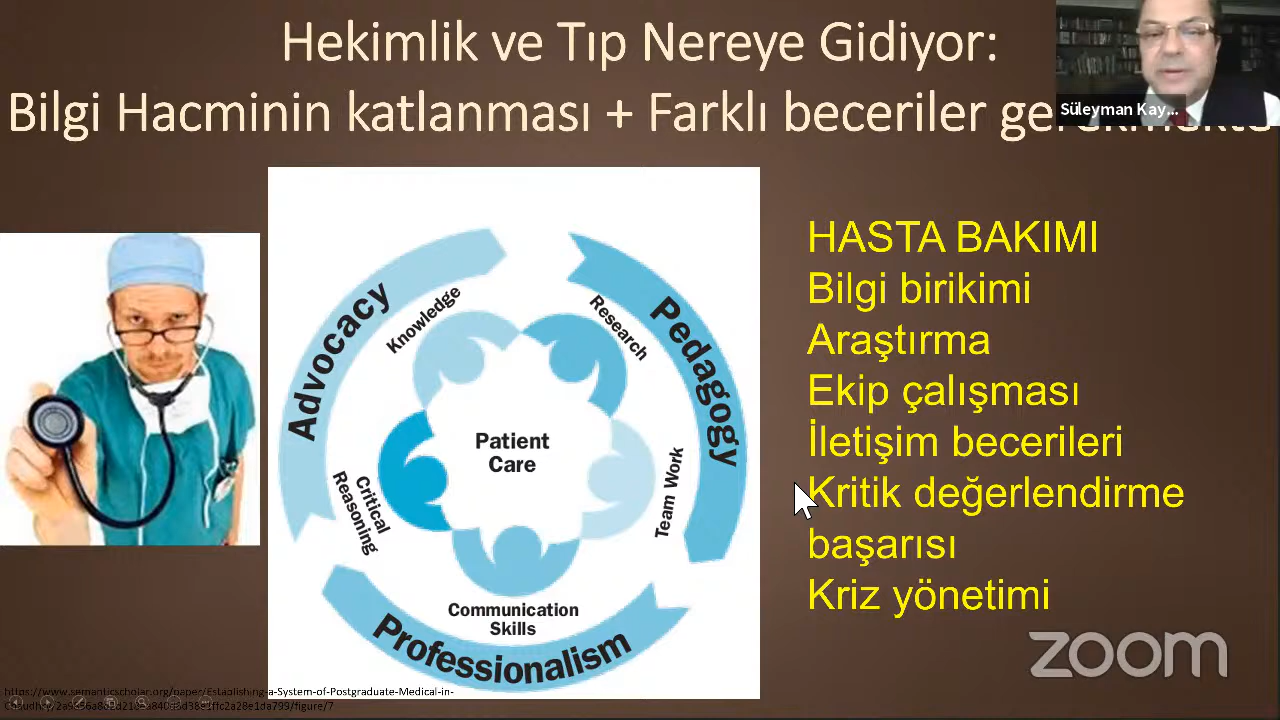 Hekimlik ve Tıp Nereye Gidiyor:
Bilgi Hacminin katlanması + Farklı beceriler
Süleyman Kay...
HASTA BAKIMI
Bilgi birikimi
Araştırma
Ekip çalışması
İletişim becerileri
Kritik değerlendirme
başarısı
Kriz yönetimi
Advocacy
Pedagogy
Professionalism
Knowledge
Research
Team Work
Communication
Skills
Critical
Reasoning
Patient
Care
zoom
https://www.semanticscholar.org/paper/Establishing-a-System-of-Postgraduate-Medical-in-